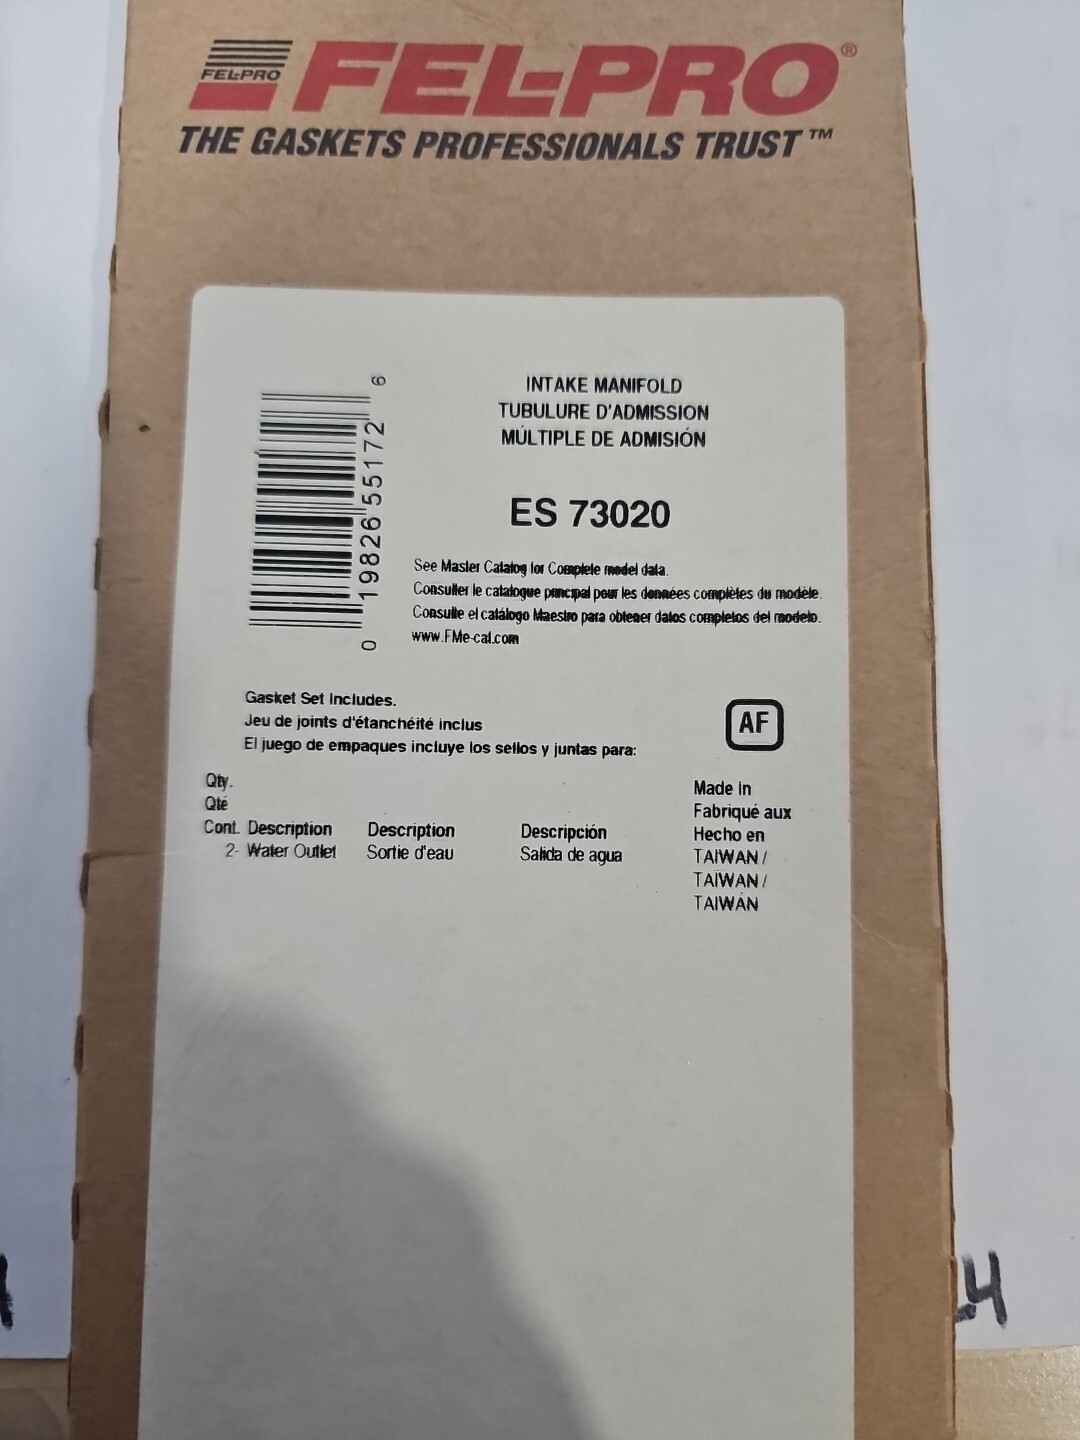 FEL-PRO
FEL-PRO®
THE GASKETS PROFESSIONALS TRUST™
INTAKE MANIFOLD
TUBULURE D'ADMISSION
MÚLTIPLE DE ADMISIÓN
0 19826 55172 6
ES 73020
See Master Catalog for Complete model data.
Consulter le catalogue principal pour les données complètes du modèle.
Consulte el catálogo Maestro para obtener datos completos del modelo.
www.FMe-cat.com
Gasket Set Includes.
Jeu de joints d'étanchéité inclus
El juego de empaques incluye los sellos y juntas para:
AF
Qty.
Qté
Cont. Description Description Descripción
2- Water Outlet Sortie d'eau Salida de agua
Made in
Fabriqué aux
Hecho en
TAIWAN /
TAÏWAN /
TAIWÁN
4